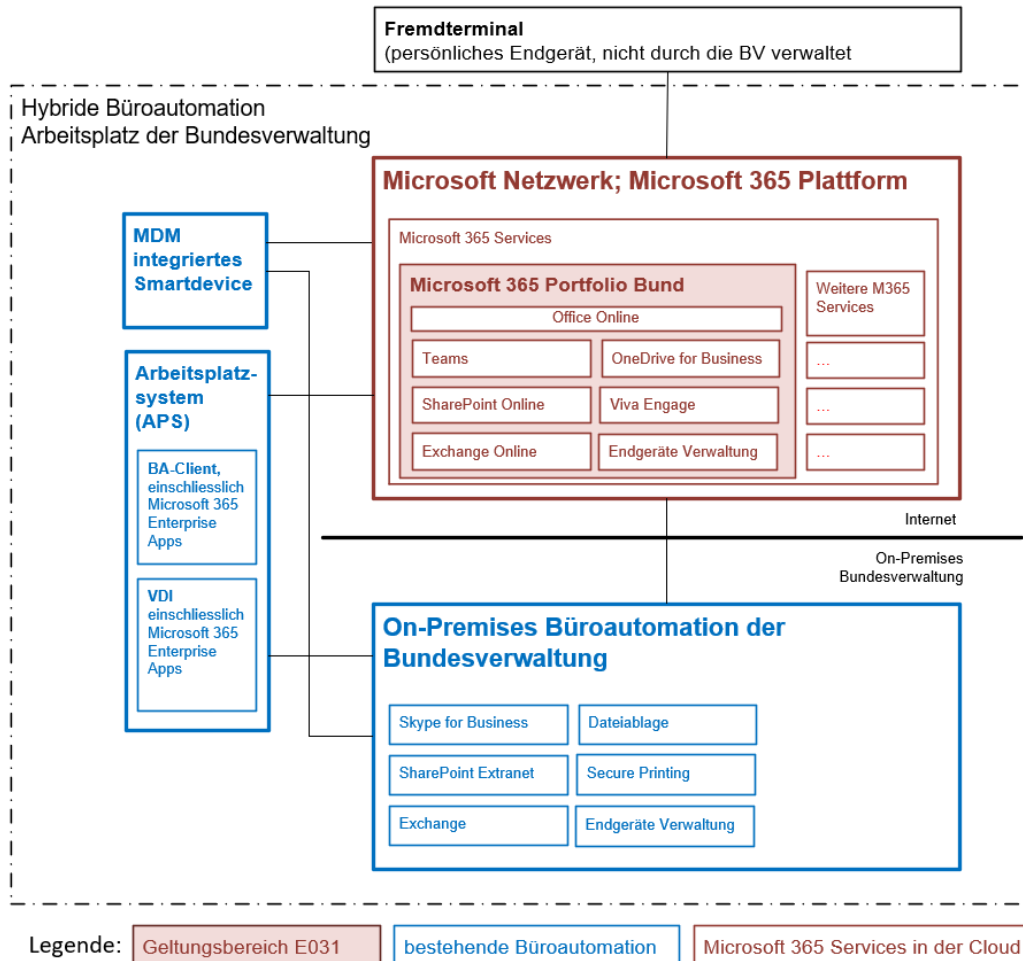 Fremdterminal
(persönliches Endgerät, nicht durch die BV verwaltet
Hybride Büroautomation
Arbeitsplatz der Bundesverwaltung
Microsoft Netzwerk; Microsoft 365 Plattform
MDM
integriertes
Smartdevice
Microsoft 365 Services
Microsoft 365 Portfolio Bund
Office Online
Teams
OneDrive for Business
SharePoint Online
Viva Engage
Exchange Online
Endgeräte Verwaltung
Weitere M365
Services
...
...
...
Arbeitsplatz-
system
(APS)
BA-Client,
einschliesslich
Microsoft 365
Enterprise
Apps
VDI
einschliesslich
Microsoft 365
Enterprise
Apps
Internet
On-Premises
Bundesverwaltung
On-Premises Büroautomation der
Bundesverwaltung
Skype for Business
Dateiablage
SharePoint Extranet
Secure Printing
Exchange
Endgeräte Verwaltung
Legende:
Geltungsbereich E031
bestehende Büroautomation
Microsoft 365 Services in der Cloud